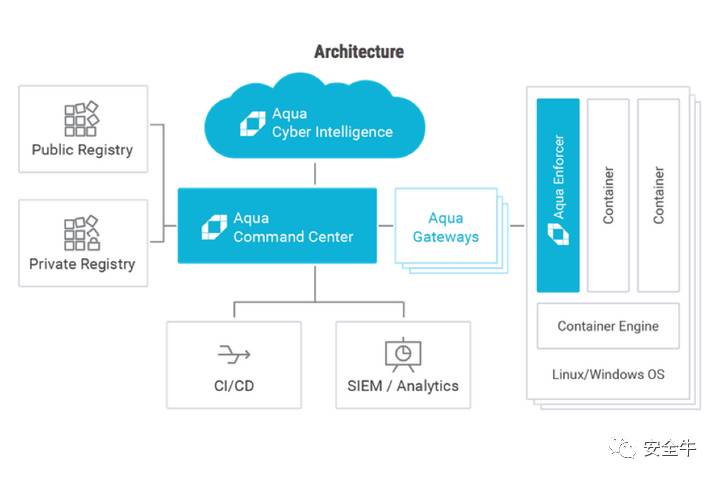 Architecture
Public Registry
Private Registry
Aqua
Cyber Intelligence
Aqua
Command Center
Aqua
Gateways
CI/CD
SIEM / Analytics
Aqua Enforcer
Container
Container
Container Engine
Linux/Windows OS
安全牛